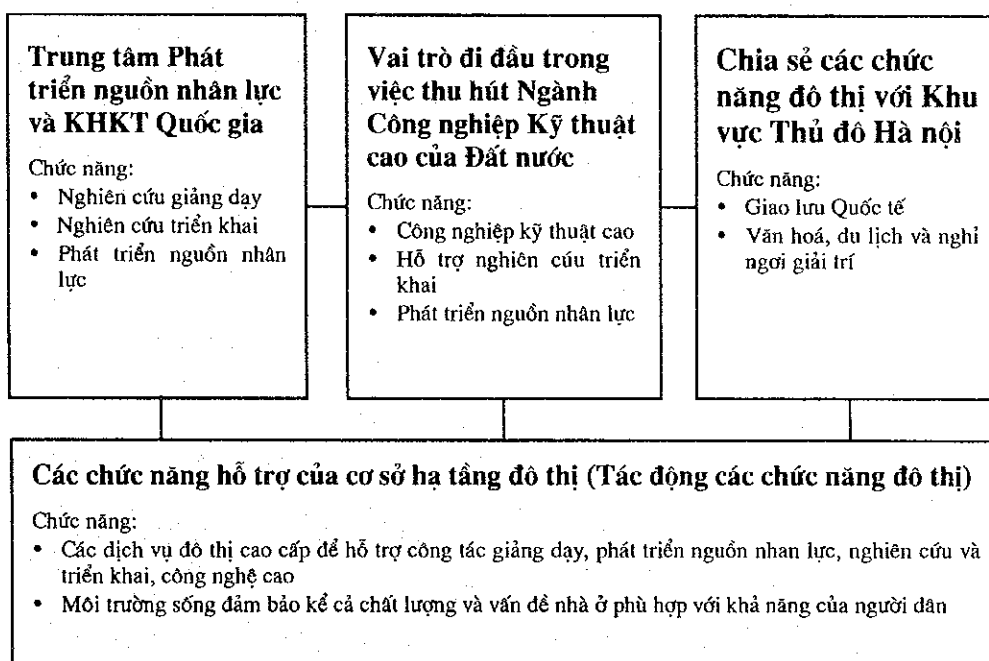 Trung tâm Phát
triển nguồn nhân lực
và KHKT Quốc gia
Chức năng:
• Nghiên cứu giảng dạy
• Nghiên cứu triển khai
• Phát triển nguồn nhân
lực
Vai trò đi đầu trong
việc thu hút Ngành
Công nghiệp Kỹ thuật
cao của Đất nước
Chức năng:
• Công nghiệp kỹ thuật cao
• Hỗ trợ nghiên cúu triển
khai
• Phát triển nguồn nhân lực
Chia sẻ các chức
năng đô thị với Khu
vực Thủ đô Hà nội
Chức năng:
• Giao lưu Quốc tế
• Văn hoá, du lịch và nghỉ
ngơi giải trí
Các chức năng hỗ trợ của cơ sở hạ tầng đô thị (Tác động các chức năng đô thị)
Chức năng:
• Các dịch vụ đô thị cao cấp để hỗ trợ công tác giảng dạy, phát triển nguồn nhan lực, nghiên cứu và
triển khai, công nghệ cao
• Môi trường sống đảm bảo kể cả chất lượng và vấn đề nhà ở phù hợp với khả năng của người dân